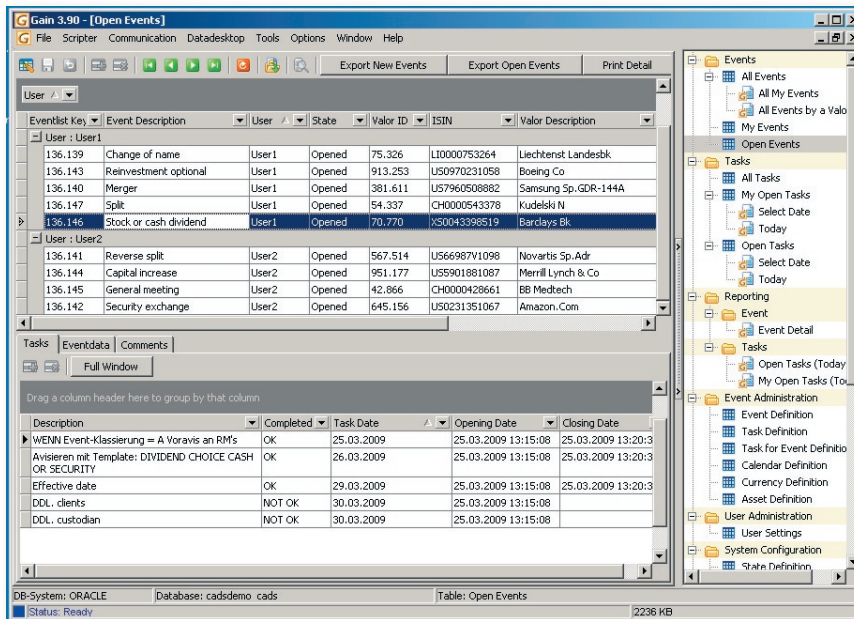 Gain 3.90 - [Open Events]
File Scripter Communication Datadesktop Tools Options Window Help
Export New Events Export Open Events Print Detail
User
Eventlist Key Event Description User State Valor ID ISIN Valor Description
User : User1
136.139 Change of name User1 Opened 75.326 LI0000753264 Liechtenst Landesbk
136.143 Reinvestment optional User1 Opened 913.253 US0970231058 Boeing Co
136.140 Merger User1 Opened 381.611 US7960508882 Samsung Sp.GDR-144A
136.147 Split User1 Opened 54.337 CH0000543378 Kudelski N
136.146 Stock or cash dividend User1 Opened 70.770 XS0043398519 Barclays Bk
User : User2
136.141 Reverse split User2 Opened 567.514 US66987V1098 Novartis Sp.Adr
136.144 Capital increase User2 Opened 951.177 US5901881087 Merrill Lynch & Co
136.145 General meeting User2 Opened 42.866 CH0000428661 BB Medtech
136.142 Security exchange User2 Opened 645.156 US0231351067 Amazon.Com
Tasks Eventdata Comments
Full Window
Drag a column header here to group by that column
Description Completed Task Date Opening Date Closing Date
WENN Event-Klassierung = A Voravis an RM's OK 25.03.2009 25.03.2009 13:15:08 25.03.2009 13:20:3
Avisieren mit Template: DIVIDEND CHOICE CASH OK 26.03.2009 25.03.2009 13:15:08 25.03.2009 13:20:3
OR SECURITY
Effective date OK 29.03.2009 25.03.2009 13:15:08 25.03.2009 13:20:3
DDL. clients NOT OK 30.03.2009 25.03.2009 13:15:08
DDL. custodian NOT OK 30.03.2009 25.03.2009 13:15:08
Events
All Events
All My Events
All Events by a Valo
My Events
Open Events
Tasks
All Tasks
My Open Tasks
Select Date
Today
Open Tasks
Select Date
Today
Reporting
Event
Event Detail
Tasks
Open Tasks (Today
My Open Tasks (To
Event Administration
Event Definition
Task Definition
Task for Event Definitio
Calendar Definition
Currency Definition
Asset Definition
User Administration
User Settings
System Configuration
State Definition
DB-System: ORACLE Database: cadsdemo cads Table: Open Events
Status: Ready 2236 KB